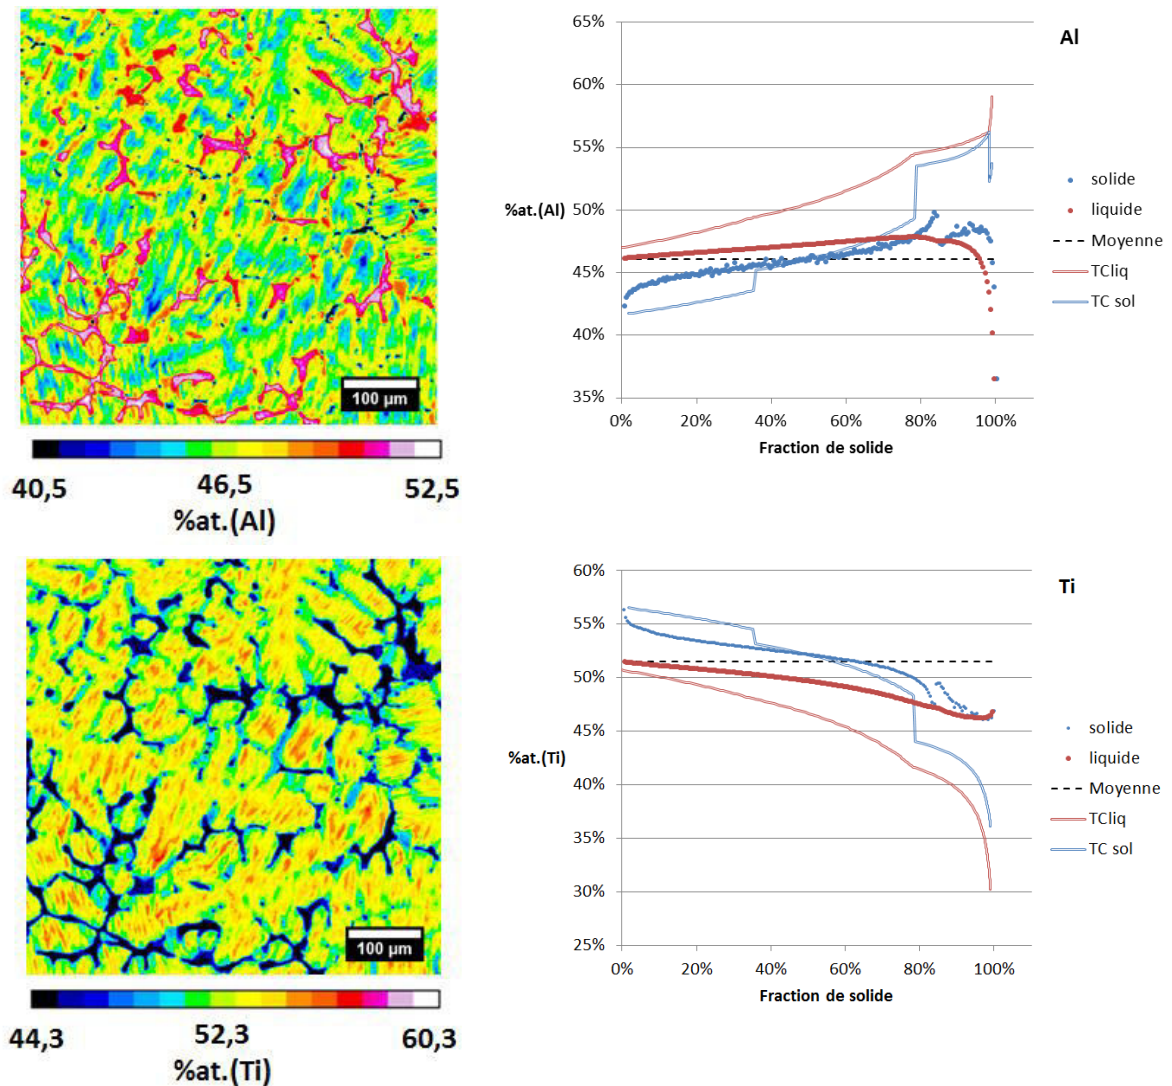 100 µm
40,5
46,5
52,5
%at.(Al)
Al
%at.(Al)
65%
60%
55%
50%
45%
40%
35%
0%
20%
40%
60%
80%
100%
Fraction de solide
solide
liquide
Moyenne
TCliq
TC sol
100 µm
44,3
52,3
60,3
%at.(Ti)
Ti
%at.(Ti)
60%
55%
50%
45%
40%
35%
30%
25%
0%
20%
40%
60%
80%
100%
Fraction de solide
solide
liquide
Moyenne
TCliq
TC sol